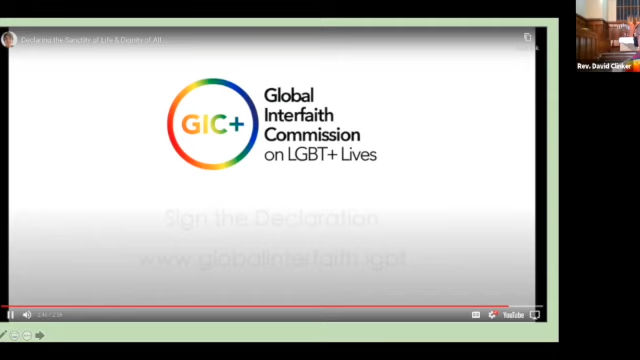 Declaring the Sanctity of Life & Dignity of All
Rev. David Clinker
GIC+
Global
Interfaith
Commission
on LGBT+ Lives
Sign the Declaration
www.globalinterfaith.lgbt
YouTube